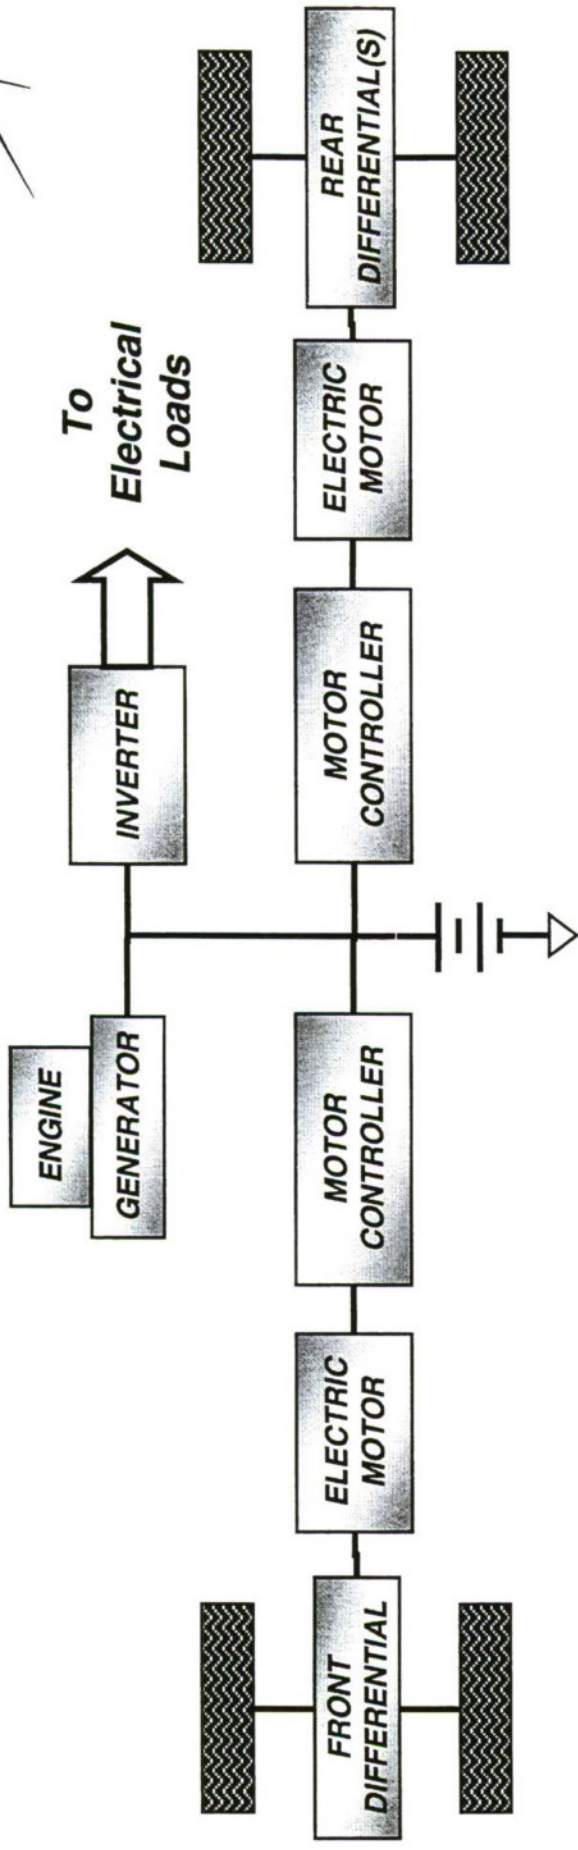 ENGINE
GENERATOR
INVERTER
To
Electrical
Loads
FRONT
DIFFERENTIAL
ELECTRIC
MOTOR
MOTOR
CONTROLLER
MOTOR
CONTROLLER
ELECTRIC
MOTOR
REAR
DIFFERENTIAL(S)